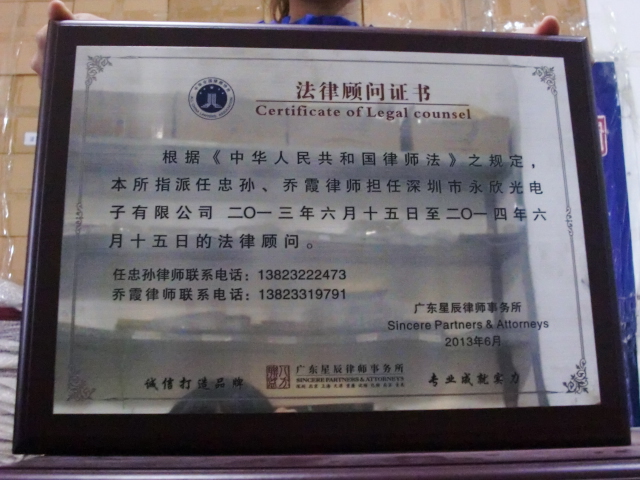 法律顾问证书
Certificate of Legal counsel
根据《中华人民共和国律师法》之规定，
本所指派任忠孙、乔霞律师担任深圳市永欣光电
子有限公司 二〇一三年六月十五日至二〇一四年六
月十五日的法律顾问。
任忠孙律师联系电话：13823222473
乔霞律师联系电话：13823319791
广东星辰律师事务所
Sincere Partners & Attorneys
2013年6月
诚信打造品牌
广东星辰律师事务所
SINCERE PARTNERS & ATTORNEYS
专业成就实力